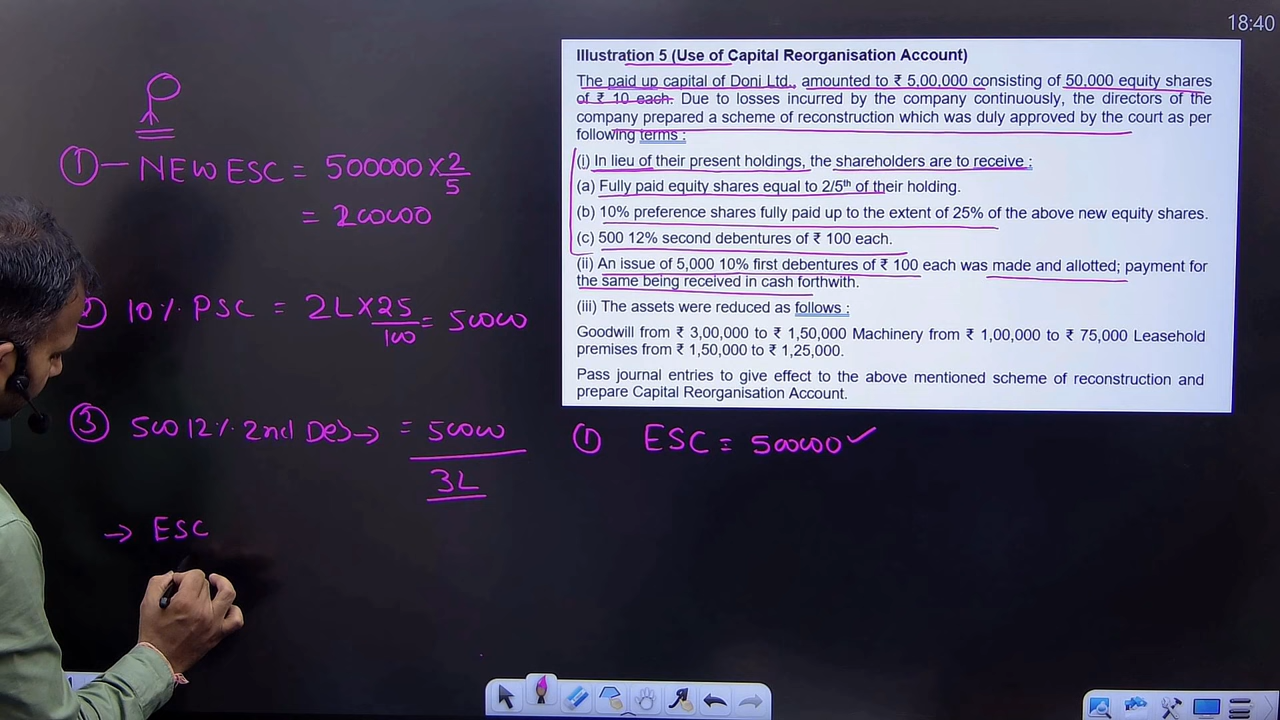 18:40
Illustration 5 (Use of Capital Reorganisation Account)
The paid up capital of Doni Ltd., amounted to ₹ 5,00,000 consisting of 50,000 equity shares
of ₹ 10 each. Due to losses incurred by the company continuously, the directors of the
company prepared a scheme of reconstruction which was duly approved by the court as per
following terms :
(i) In lieu of their present holdings, the shareholders are to receive :
(a) Fully paid equity shares equal to 2/5th of their holding.
(b) 10% preference shares fully paid up to the extent of 25% of the above new equity shares.
(c) 500 12% second debentures of ₹ 100 each.
(ii) An issue of 5,000 10% first debentures of ₹ 100 each was made and allotted; payment for
the same being received in cash forthwith.
(iii) The assets were reduced as follows :
Goodwill from ₹ 3,00,000 to ₹ 1,50,000 Machinery from ₹ 1,00,000 to ₹ 75,000 Leasehold
premises from ₹ 1,50,000 to ₹ 1,25,000.
Pass journal entries to give effect to the above mentioned scheme of reconstruction and
prepare Capital Reorganisation Account.
① — NEW ESC = 500000 × 2/5
= 200000
② 10% PSC = 2L × 25/100 = 50000
③ 500 12% 2nd Deb → = 50000
3L
→ ESC
① ESC = 500000 ✓